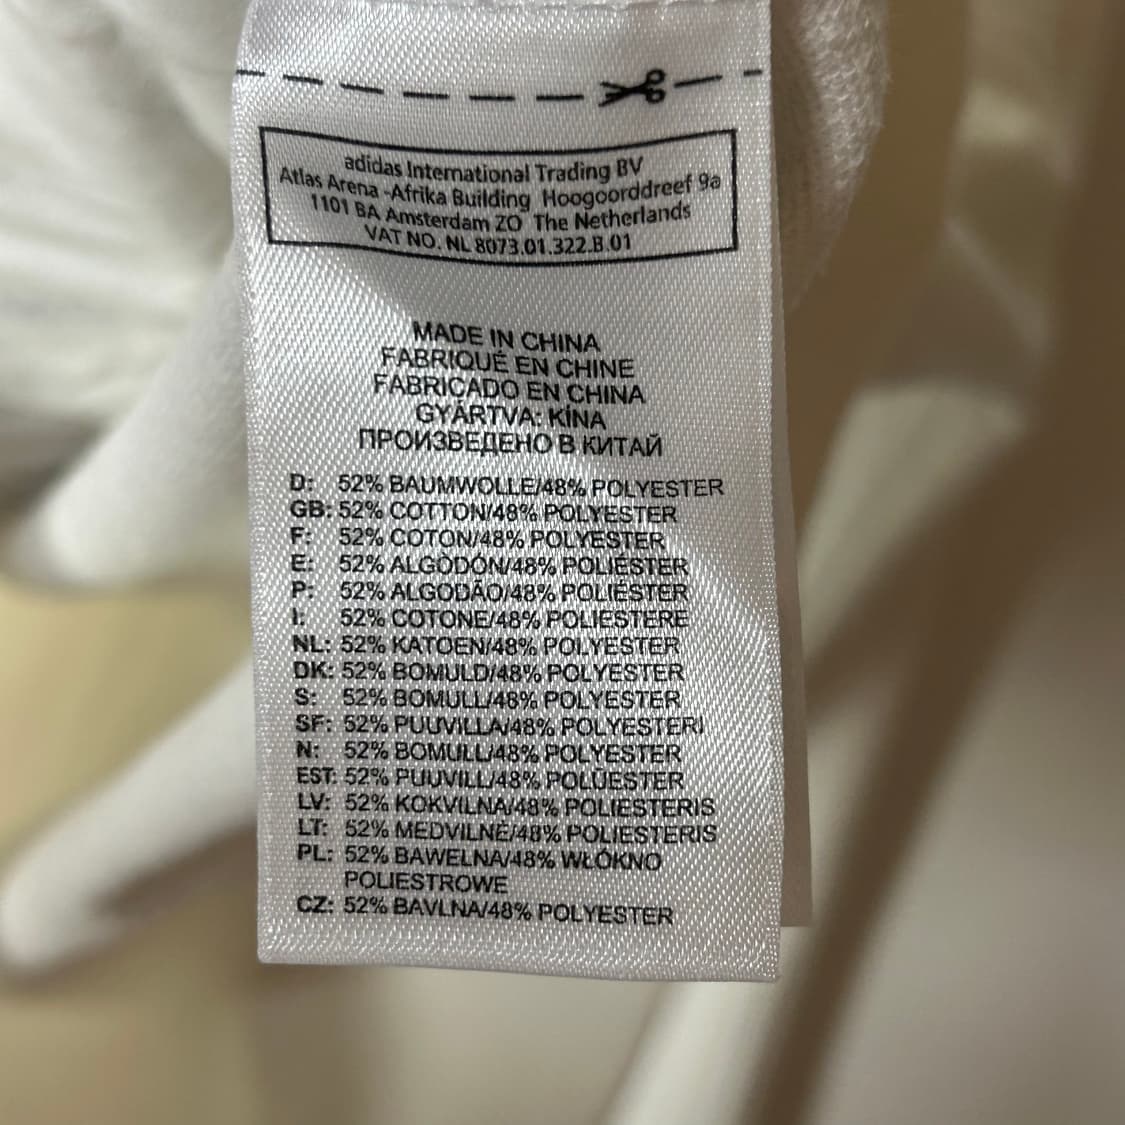 adidas International Trading BV
Atlas Arena -Afrika Building Hoogoorddreef 9a
1101 BA Amsterdam ZO The Netherlands
VAT NO. NL 8073.01.322.B.01
MADE IN CHINA
FABRIQUÉ EN CHINE
FABRICADO EN CHINA
GYÁRTVA: KÍNA
ПРОИЗВЕДЕНО В КИТАЙ
D: 52% BAUMWOLLE/48% POLYESTER
GB: 52% COTTON/48% POLYESTER
F: 52% COTON/48% POLYESTER
E: 52% ALGODÓN/48% POLIÉSTER
P: 52% ALGODÃO/48% POLIÉSTER
I: 52% COTONE/48% POLIESTERE
NL: 52% KATOEN/48% POLYESTER
DK: 52% BOMULD/48% POLYESTER
S: 52% BOMULL/48% POLYESTER
SF: 52% PUUVILLA/48% POLYESTERI
N: 52% BOMULL/48% POLYESTER
EST: 52% PUUVILL/48% POLÜESTER
LV: 52% KOKVILNA/48% POLIESTERIS
LT: 52% MEDVILNĖ/48% POLIESTERIS
PL: 52% BAWEŁNA/48% WŁÓKNO
POLIESTROWE
CZ: 52% BAVLNA/48% POLYESTER